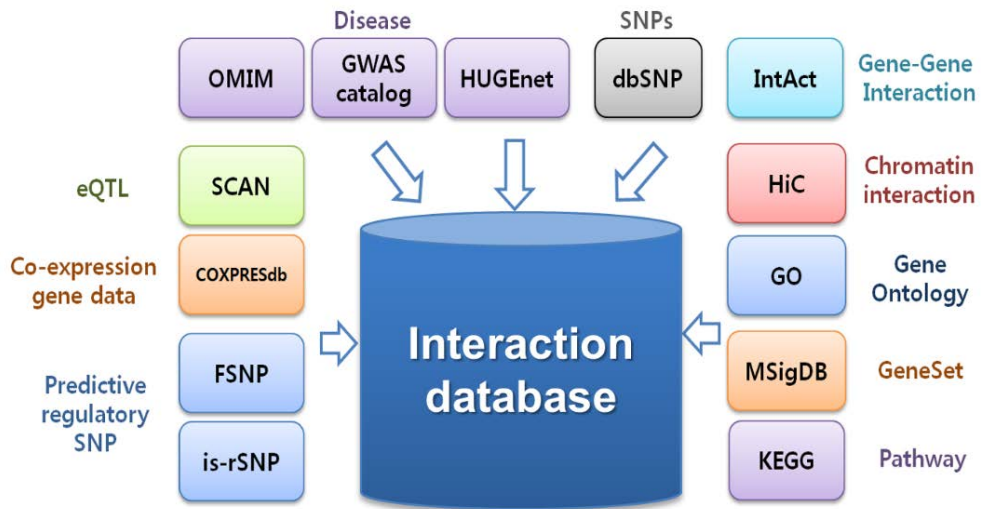 Disease
SNPs
OMIM
GWAS
catalog
HUGEnet
dbSNP
IntAct
Gene-Gene
Interaction
eQTL
SCAN
HiC
Chromatin
interaction
Co-expression
gene data
COXPRESdb
GO
Gene
Ontology
Interaction
database
Predictive
regulatory
SNP
FSNP
is-rSNP
MSigDB
GeneSet
KEGG
Pathway